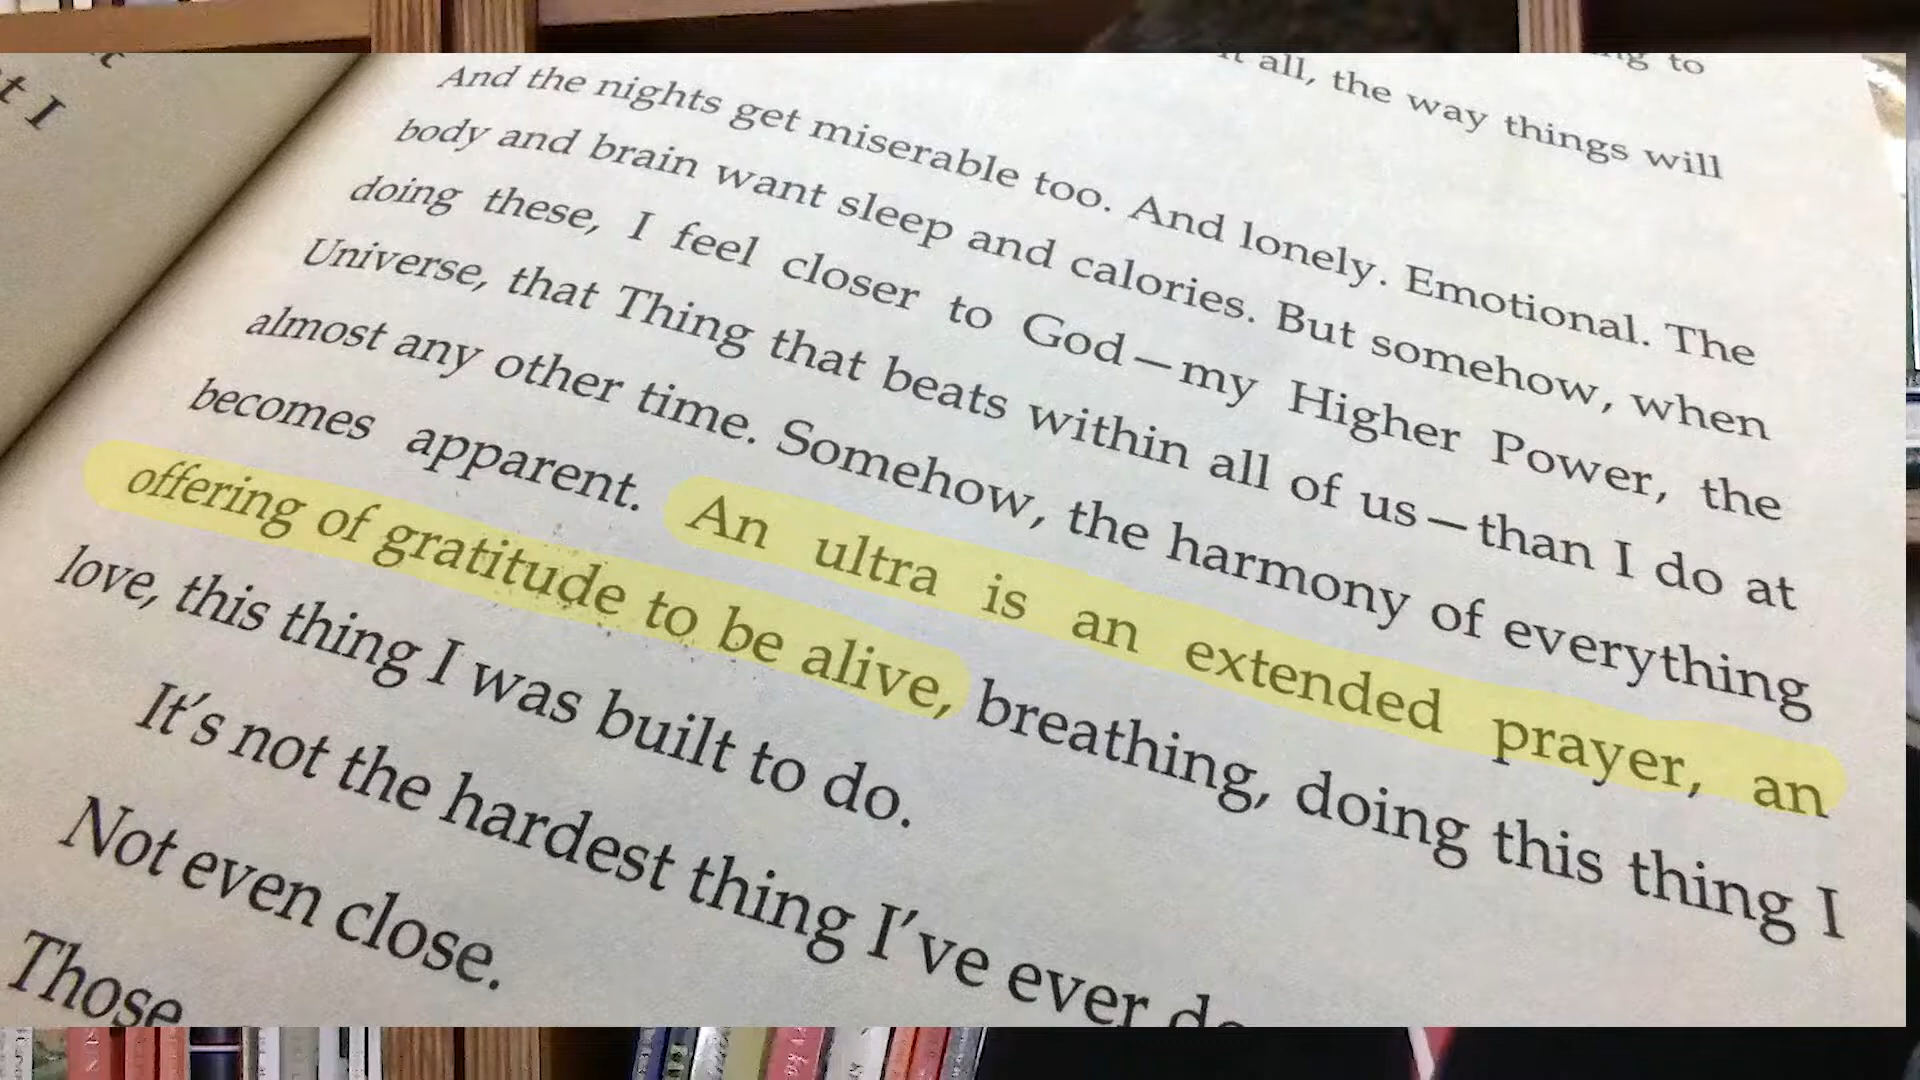 t I
ng to
it all, the way things will
And the nights get miserable too. And lonely. Emotional. The
body and brain want sleep and calories. But somehow, when
doing these, I feel closer to God—my Higher Power, the
Universe, that Thing that beats within all of us—than I do at
almost any other time. Somehow, the harmony of everything
becomes apparent. An ultra is an extended prayer, an
offering of gratitude to be alive, breathing, doing this thing I
love, this thing I was built to do.
It's not the hardest thing I've ever
Not even close.
Those